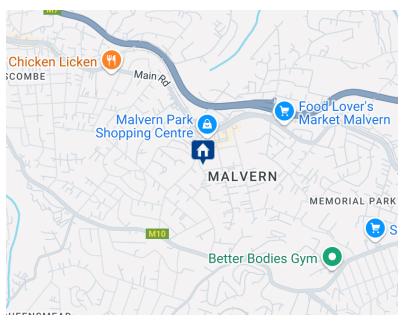 M7
Chicken Licken
SCOMBE
Main Rd
Food Lover's
Market Malvern
Malvern Park
Shopping Centre
MALVERN
MEMORIAL PARK
S
M10
Better Bodies Gym